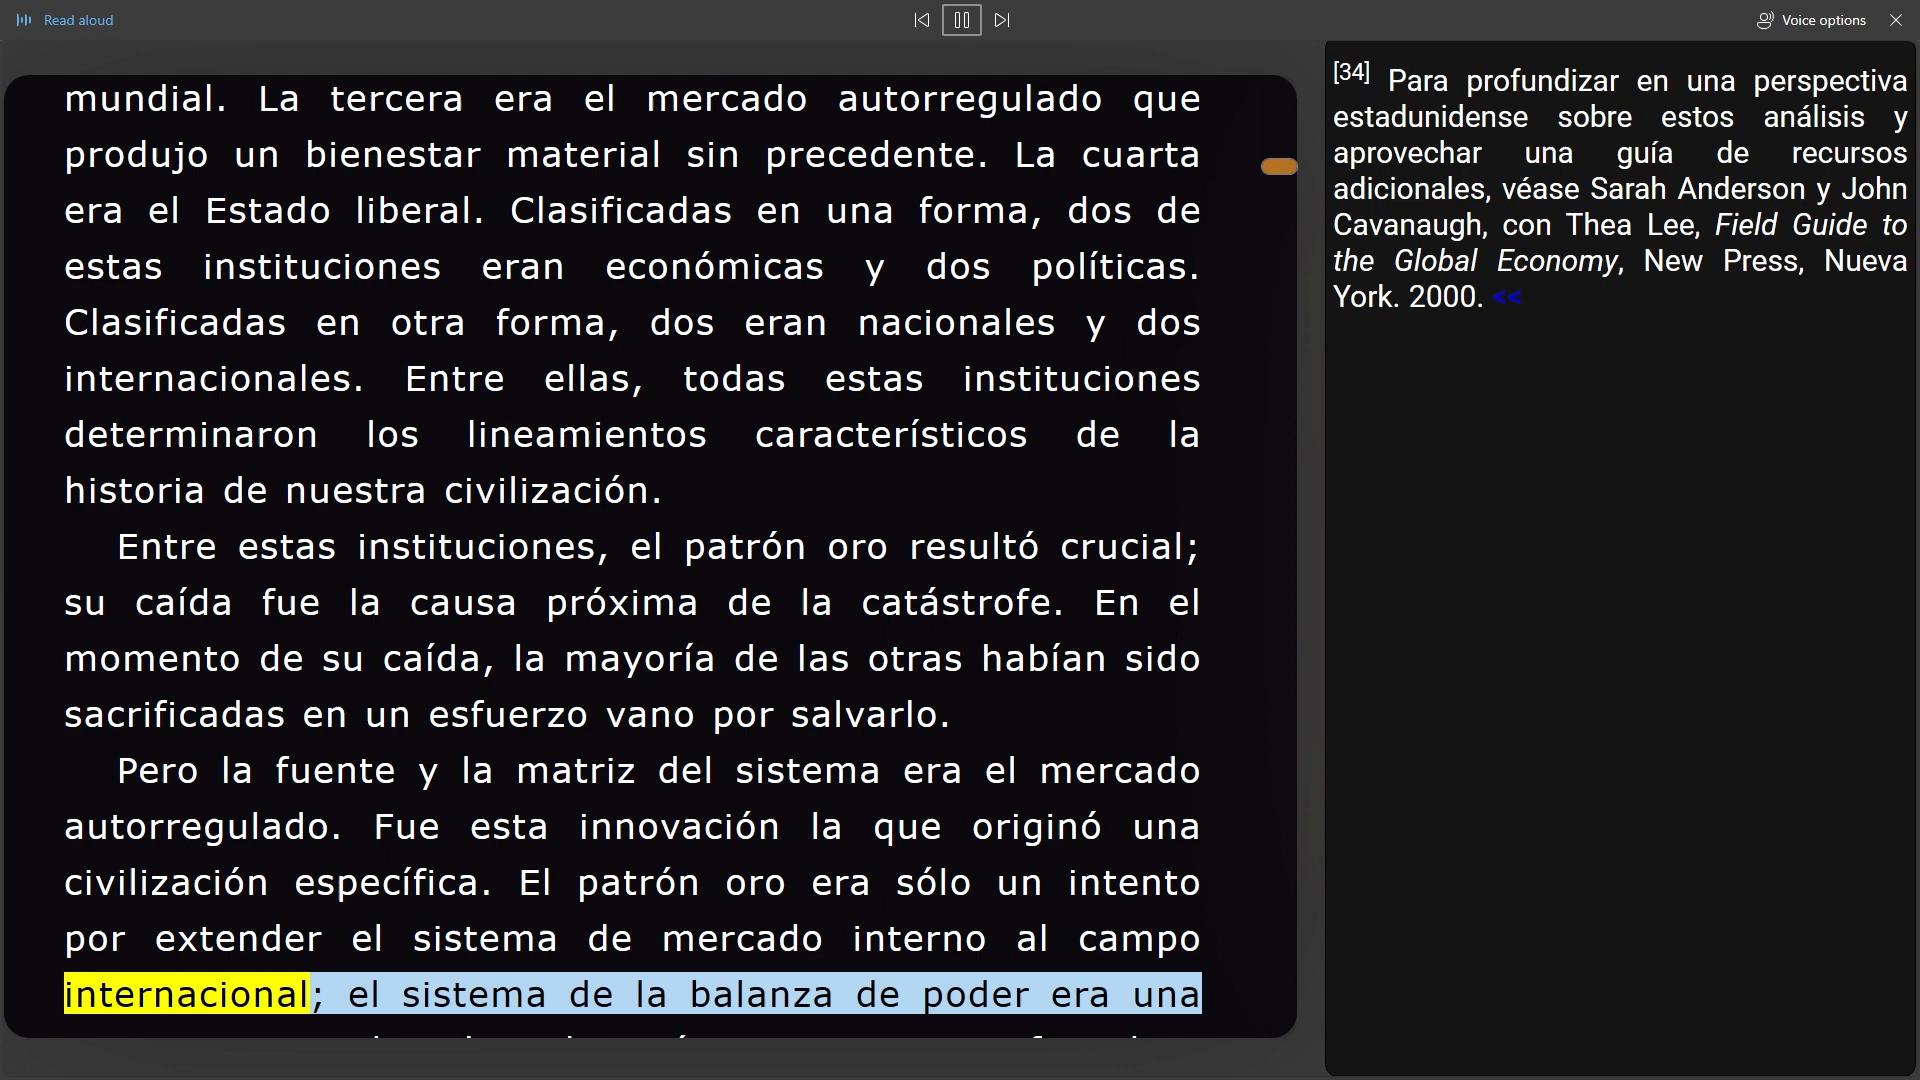 Read aloud
Voice options
mundial. La tercera era el mercado autorregulado que
produjo un bienestar material sin precedente. La cuarta
era el Estado liberal. Clasificadas en una forma, dos de
estas instituciones eran económicas y dos políticas.
Clasificadas en otra forma, dos eran nacionales y dos
internacionales. Entre ellas, todas estas instituciones
determinaron los lineamientos característicos de la
historia de nuestra civilización.
Entre estas instituciones, el patrón oro resultó crucial;
su caída fue la causa próxima de la catástrofe. En el
momento de su caída, la mayoría de las otras habían sido
sacrificadas en un esfuerzo vano por salvarlo.
Pero la fuente y la matriz del sistema era el mercado
autorregulado. Fue esta innovación la que originó una
civilización específica. El patrón oro era sólo un intento
por extender el sistema de mercado interno al campo
internacional; el sistema de la balanza de poder era una
[34] Para profundizar en una perspectiva
estadunidense sobre estos análisis y
aprovechar una guía de recursos
adicionales, véase Sarah Anderson y John
Cavanaugh, con Thea Lee, Field Guide to
the Global Economy, New Press, Nueva
York. 2000. <<